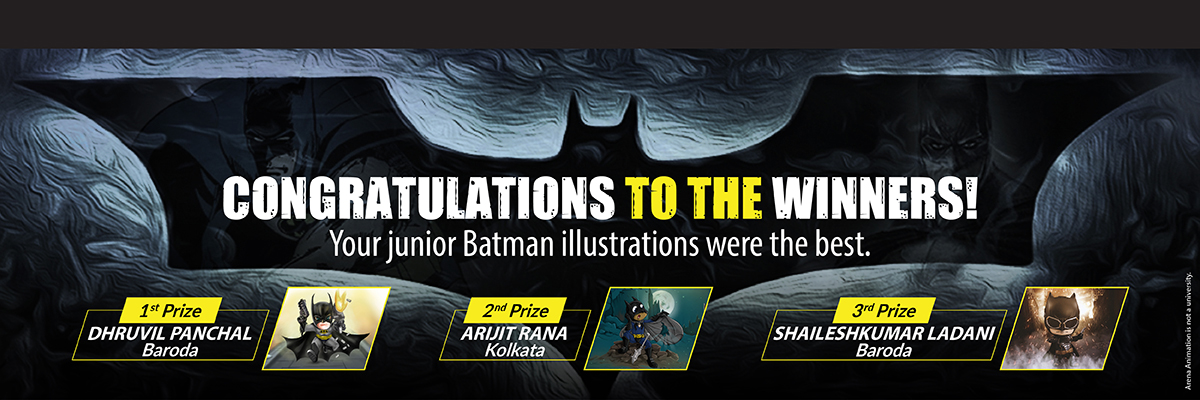 CONGRATULATIONS TO THE WINNERS!
Your junior Batman illustrations were the best.
1st Prize
DHRUVIL PANCHAL
Baroda
2nd Prize
ARIJIT RANA
Kolkata
3rd Prize
SHAILESHKUMAR LADANI
Baroda
Arena Animation is not a university.